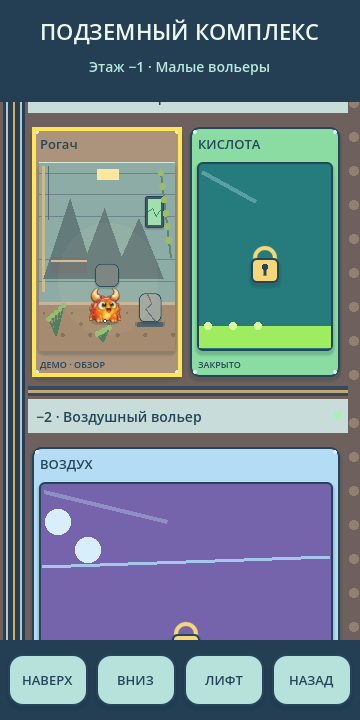 ПОДЗЕМНЫЙ КОМПЛЕКС
Этаж −1 · Малые вольеры
Рогач
КИСЛОТА
ДЕМО · ОБЗОР
ЗАКРЫТО
−2 · Воздушный вольер
ВОЗДУХ
НАВЕРХ
ВНИЗ
ЛИФТ
НАЗАД